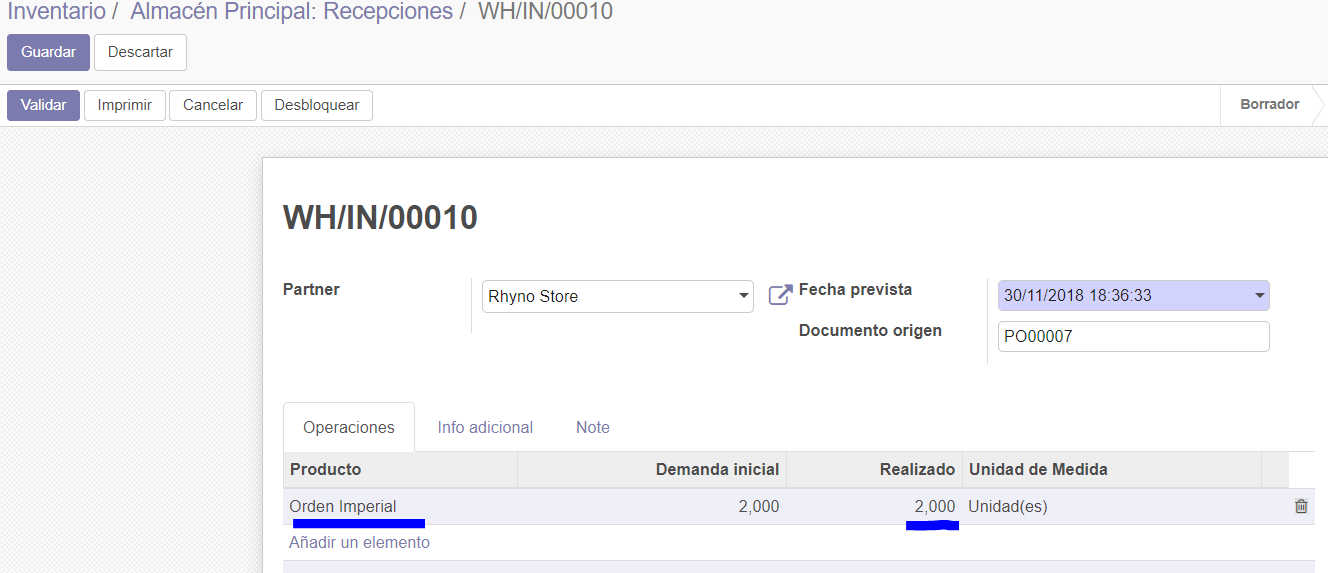 Inventario / Almacén Principal: Recepciones / WH/IN/00010
Guardar Descartar
Validar Imprimir Cancelar Desbloquear Borrador
WH/IN/00010
Partner Rhyno Store Fecha prevista 30/11/2018 18:36:33
Documento origen PO00007
Operaciones Info adicional Note
Producto Demanda inicial Realizado Unidad de Medida
Orden Imperial 2,000 2,000 Unidad(es)
Añadir un elemento